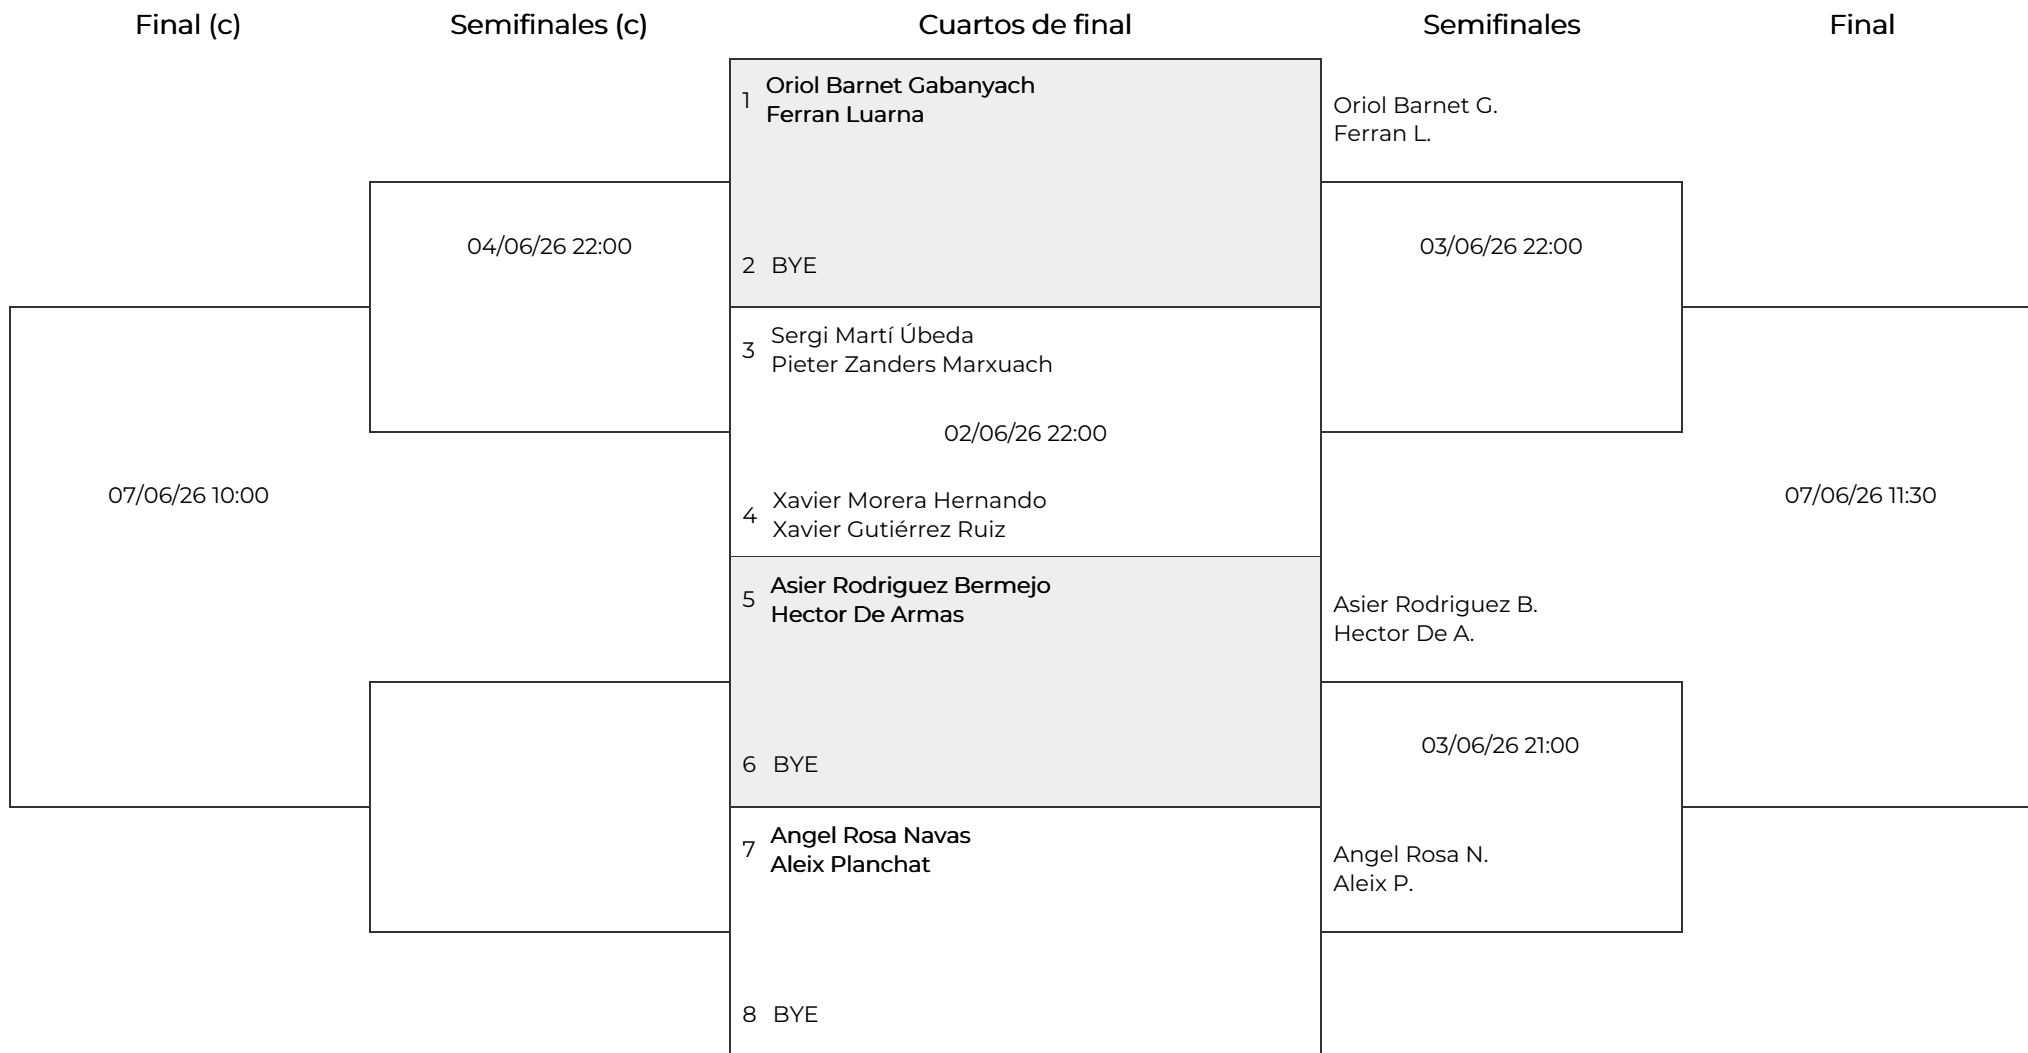 Final (c)
Semifinales (c)
Cuartos de final
Semifinales
Final
1
Oriol Barnet Gabanyach
Ferran Luarna
2 BYE
3
Sergi Martí Úbeda
Pieter Zanders Marxuach
02/06/26 22:00
4
Xavier Morera Hernando
Xavier Gutiérrez Ruiz
5
Asier Rodriguez Bermejo
Hector De Armas
6 BYE
7
Angel Rosa Navas
Aleix Planchat
8 BYE
04/06/26 22:00
07/06/26 10:00
Oriol Barnet G.
Ferran L.
03/06/26 22:00
Asier Rodriguez B.
Hector De A.
03/06/26 21:00
Angel Rosa N.
Aleix P.
07/06/26 11:30